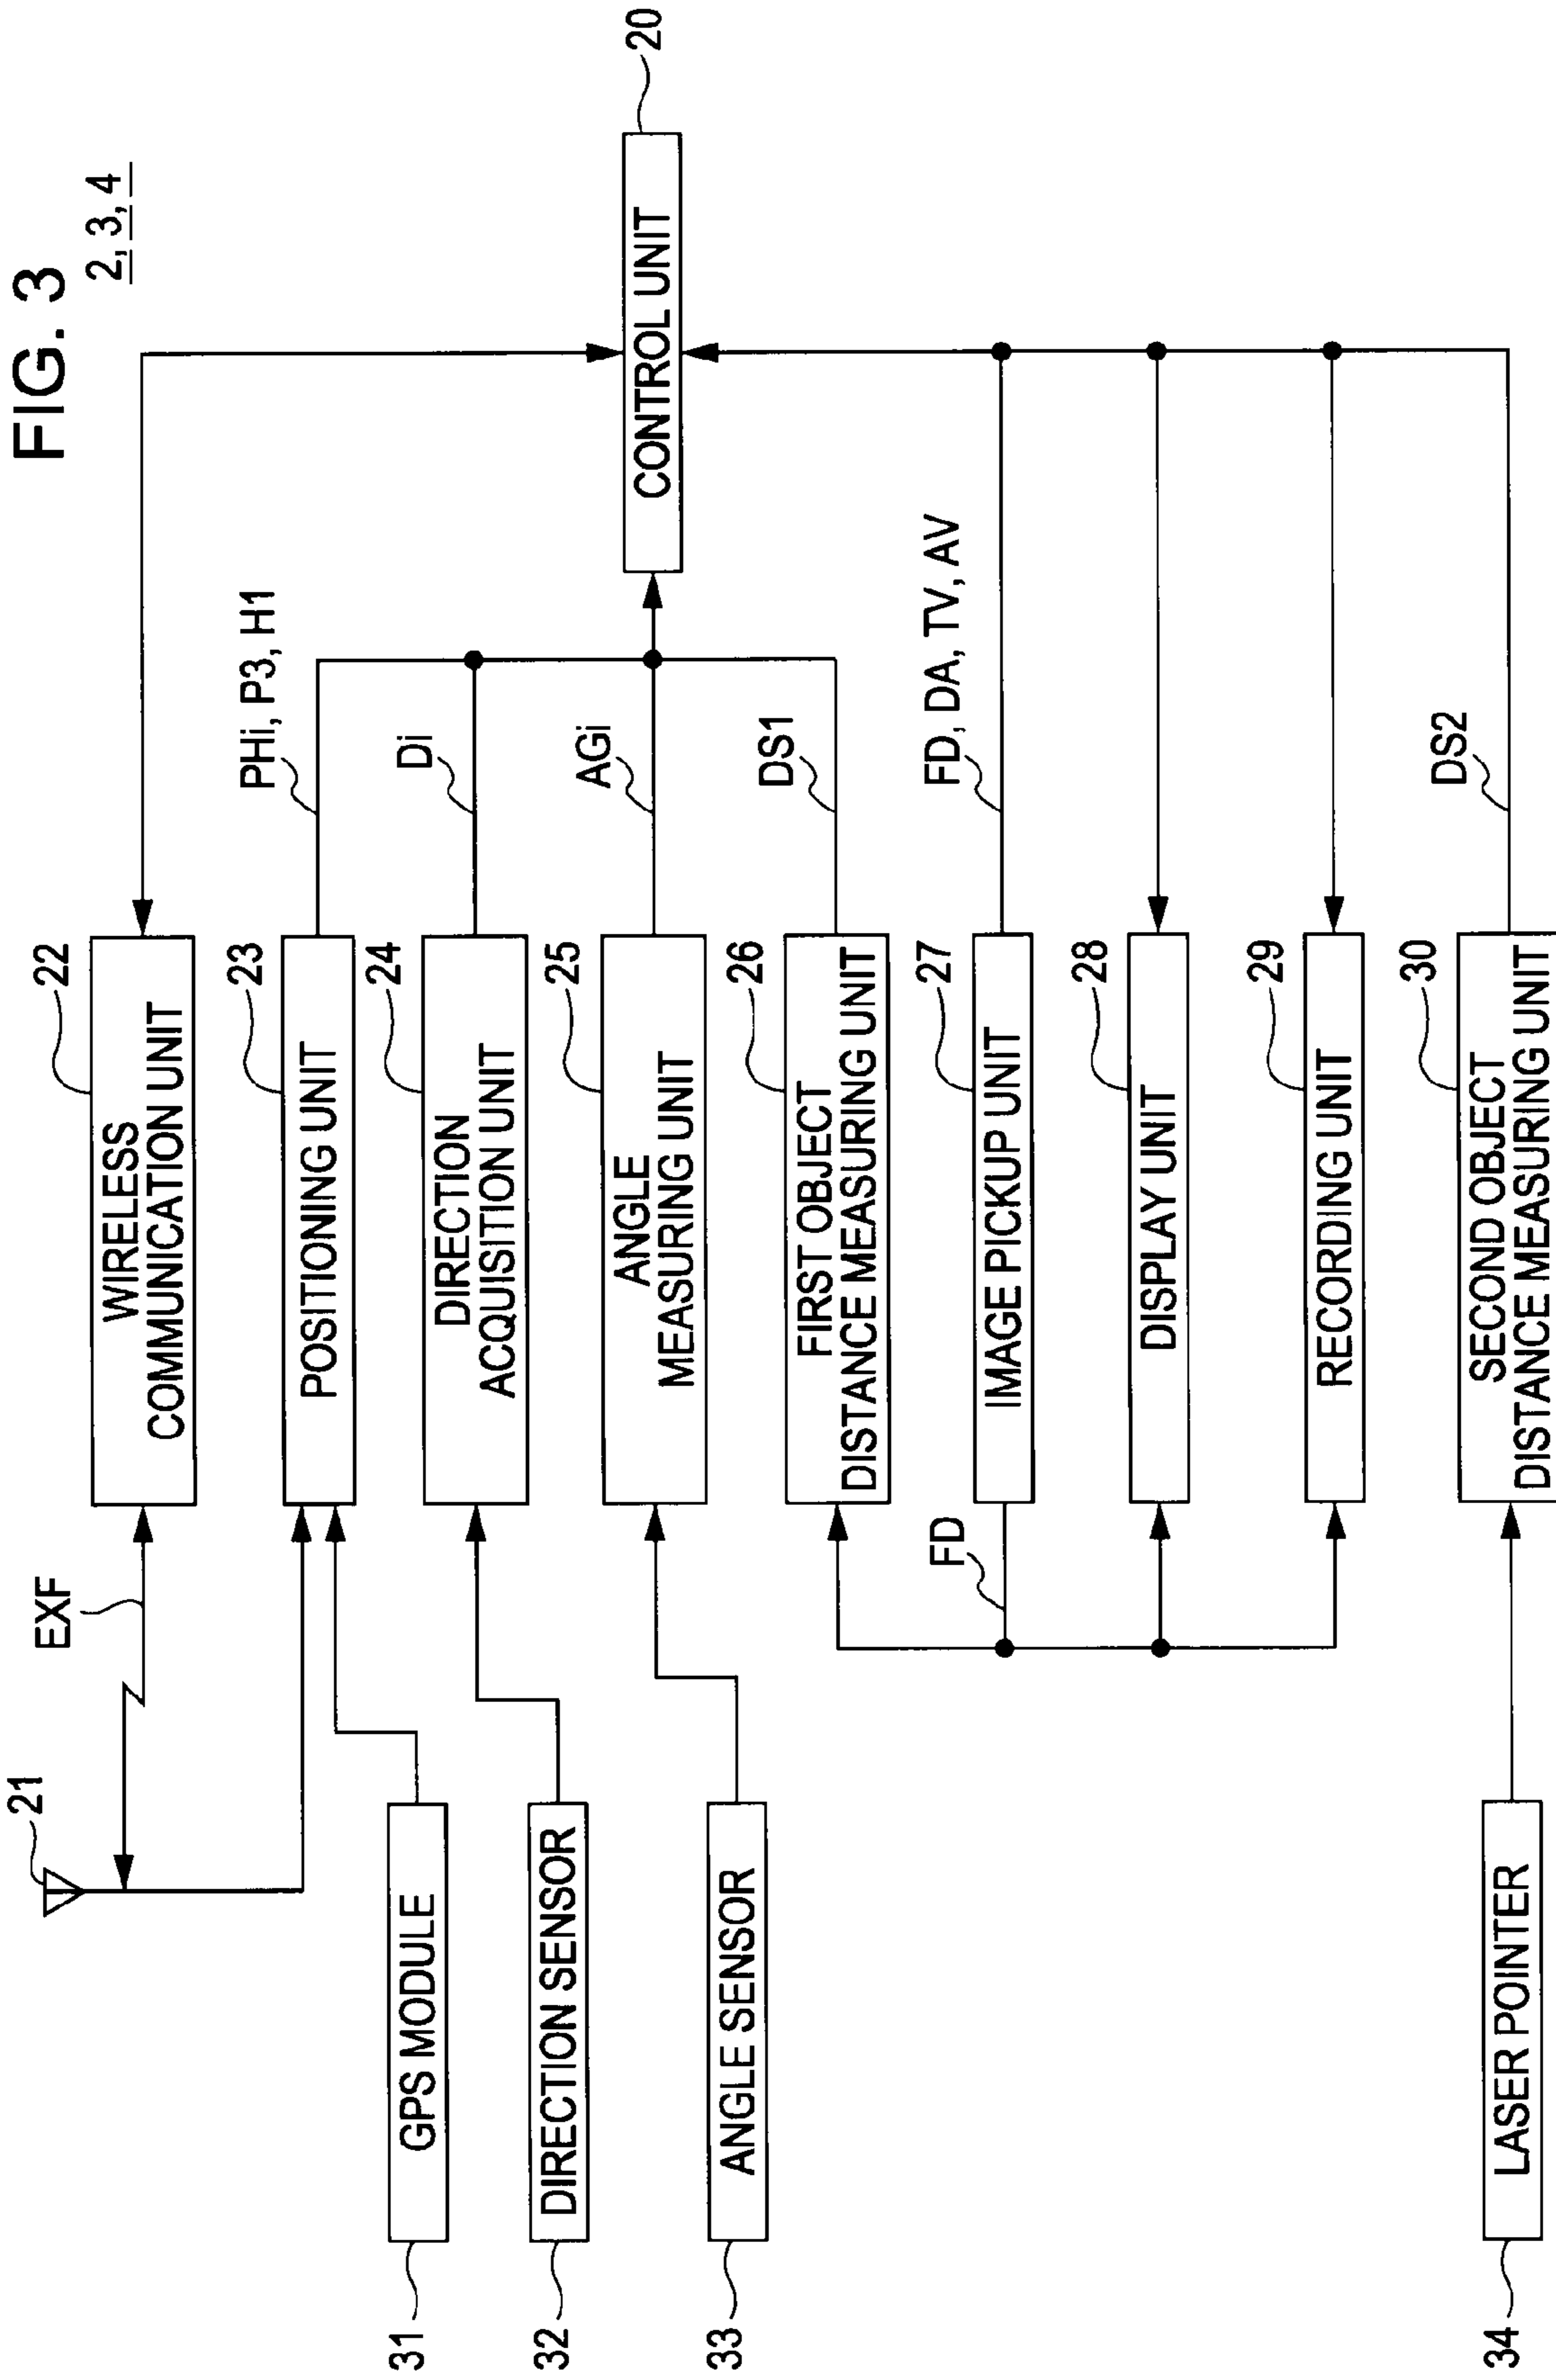 FIG. 3
2, 3, 4
21
EXF
22
WIRELESS
COMMUNICATION UNIT
20
CONTROL UNIT
31
GPS MODULE
23
POSITIONING UNIT
PHi, P3, H1
32
DIRECTION SENSOR
24
DIRECTION
ACQUISITION UNIT
Di
33
ANGLE SENSOR
25
ANGLE
MEASURING UNIT
AGi
26
FIRST OBJECT
DISTANCE MEASURING UNIT
DS1
FD
27
IMAGE PICKUP UNIT
FD, DA, TV, AV
28
DISPLAY UNIT
29
RECORDING UNIT
34
LASER POINTER
30
SECOND OBJECT
DISTANCE MEASURING UNIT
DS2